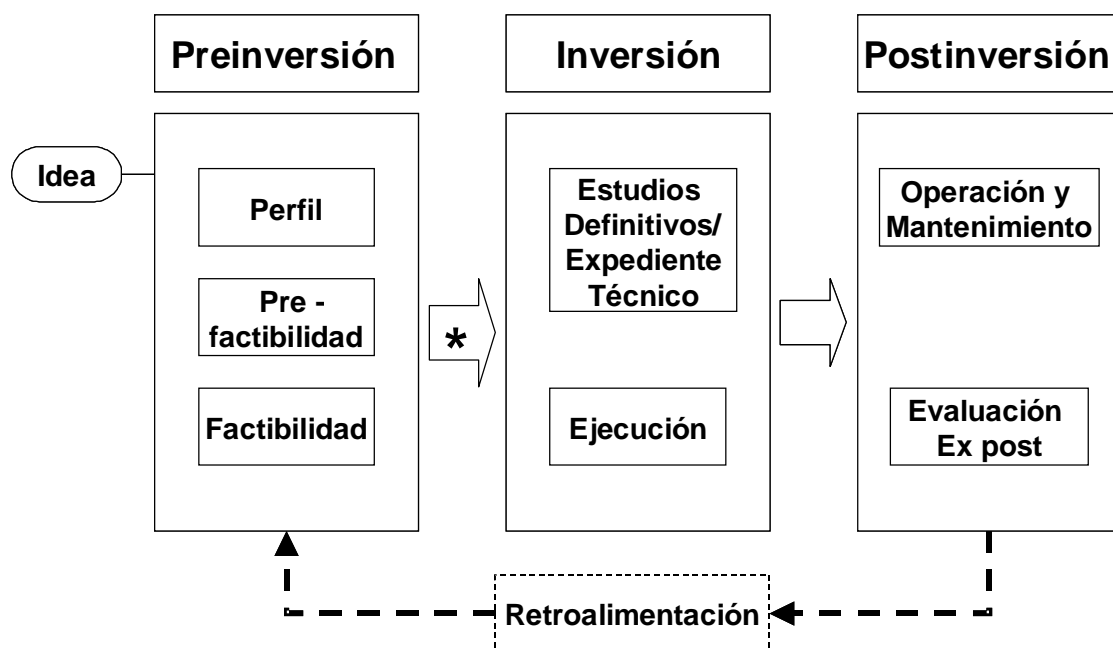 Preinversión
Inversión
Postinversión
Idea
Perfil
Pre -
factibilidad
Factibilidad
*
Estudios
Definitivos/
Expediente
Técnico
Ejecución
Operación y
Mantenimiento
Evaluación
Ex post
Retroalimentación